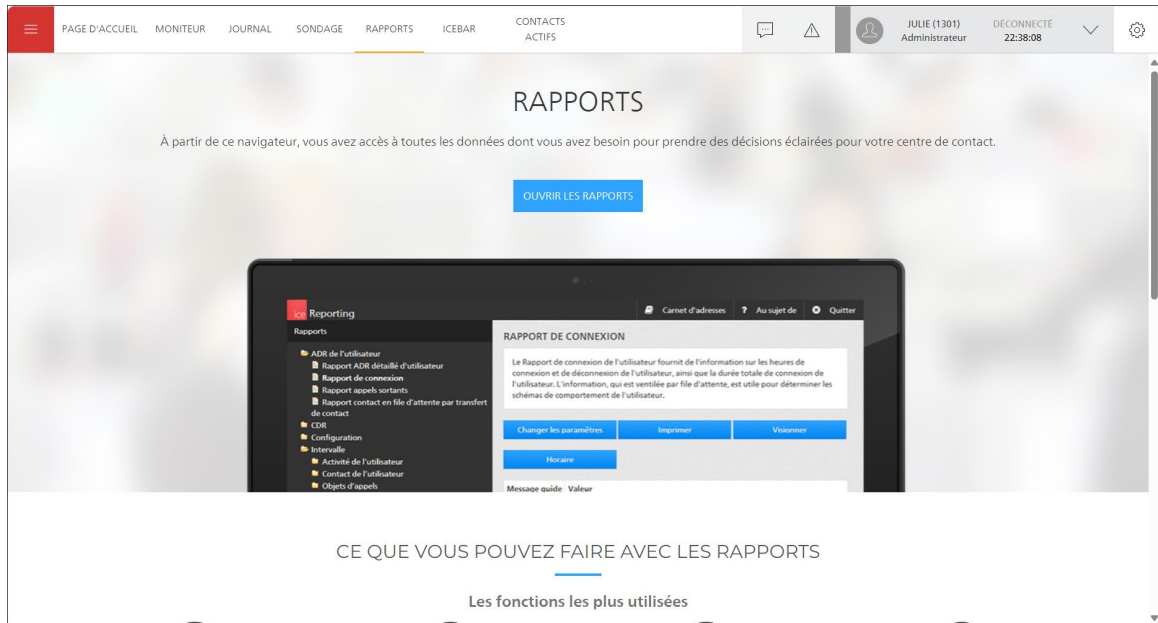 PAGE D'ACCUEIL MONITEUR JOURNAL SONDAGE RAPPORTS ICEBAR CONTACTS
ACTIFS
JULIE (1301)
Administrateur
DÉCONNECTÉ
22:38:08
RAPPORTS
À partir de ce navigateur, vous avez accès à toutes les données dont vous avez besoin pour prendre des décisions éclairées pour votre centre de contact.
OUVRIR LES RAPPORTS
ice Reporting
Carnet d'adresses ? Au sujet de Quitter
Rapports
ADR de l'utilisateur
Rapport ADR détaillé d'utilisateur
Rapport de connexion
Rapport appels sortants
Rapport contact en file d'attente par transfert
de contact
CDR
Configuration
Intervalle
Activité de l'utilisateur
Contact de l'utilisateur
Objets d'appels
RAPPORT DE CONNEXION
Le Rapport de connexion de l'utilisateur fournit de l'information sur les heures de
connexion et de déconnexion de l'utilisateur, ainsi que la durée totale de connexion de
l'utilisateur. L'information, qui est ventilée par file d'attente, est utile pour déterminer les
schémas de comportement de l'utilisateur.
Changer les paramètres Imprimer Visionner
Horaire
Message guide Valeur
CE QUE VOUS POUVEZ FAIRE AVEC LES RAPPORTS
Les fonctions les plus utilisées